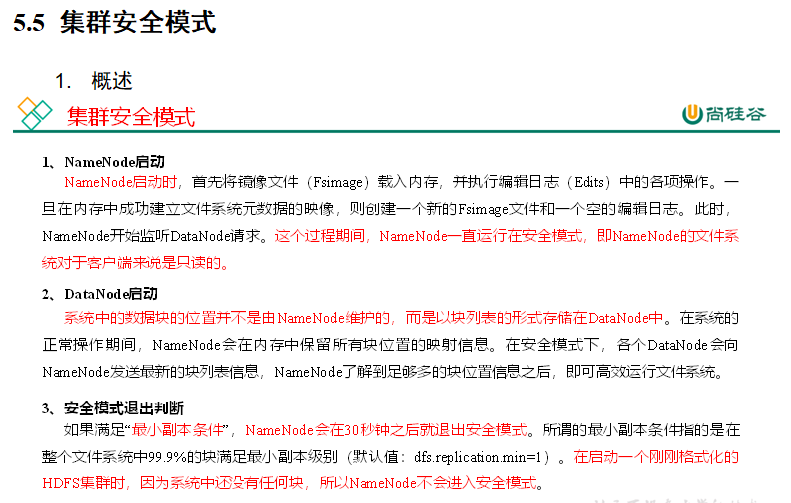 5.5 集群安全模式
1. 概述
集群安全模式
尚硅谷
1、NameNode启动
NameNode启动时，首先将镜像文件（Fsimage）载入内存，并执行编辑日志（Edits）中的各项操作。一
旦在内存中成功建立文件系统元数据的映像，则创建一个新的Fsimage文件和一个空的编辑日志。此时，
NameNode开始监听DataNode请求。这个过程期间，NameNode一直运行在安全模式，即NameNode的文件系
统对于客户端来说是只读的。
2、DataNode启动
系统中的数据块的位置并不是由NameNode维护的，而是以块列表的形式存储在DataNode中。在系统的
正常操作期间，NameNode会在内存中保留所有块位置的映射信息。在安全模式下，各个DataNode会向
NameNode发送最新的块列表信息，NameNode了解到足够多的块位置信息之后，即可高效运行文件系统。
3、安全模式退出判断
如果满足“最小副本条件”，NameNode会在30秒钟之后就退出安全模式。所谓的最小副本条件指的是在
整个文件系统中99.9%的块满足最小副本级别（默认值：dfs.replication.min=1）。在启动一个刚刚格式化的
HDFS集群时，因为系统中还没有任何块，所以NameNode不会进入安全模式。